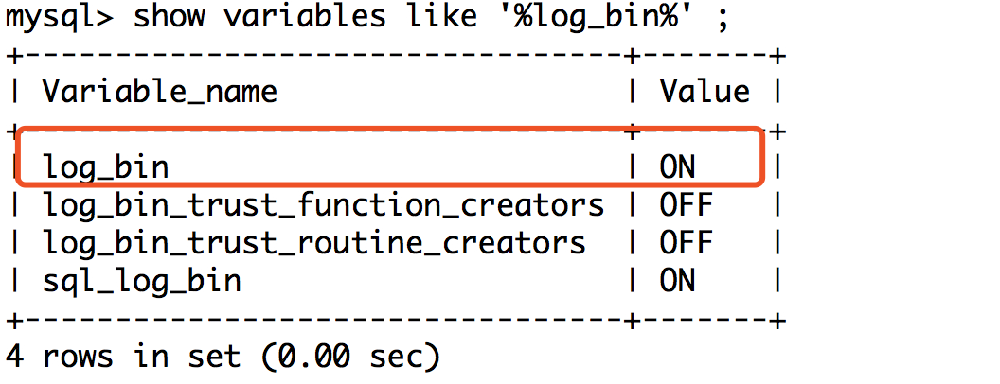 mysql> show variables like '%log_bin%' ;
+---------------------------------+-------+
| Variable_name                   | Value |
+---------------------------------+-------+
| log_bin                         | ON    |
| log_bin_trust_function_creators | OFF   |
| log_bin_trust_routine_creators  | OFF   |
| sql_log_bin                     | ON    |
+---------------------------------+-------+
4 rows in set (0.00 sec)